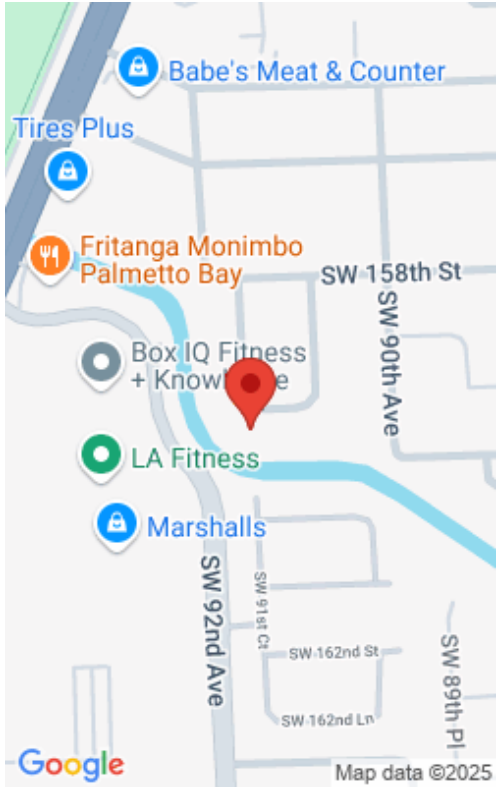 Babe's Meat & Counter
Tires Plus
Fritanga Monimbo
Palmetto Bay
SW 158th St
SW 90th Ave
Box IQ Fitness
LA Fitness
Marshalls
SW 92nd Ave
SW 91st Ct
SW 162nd St
SW 89th Pl
SW 162nd Ln
Google
Map data ©2025